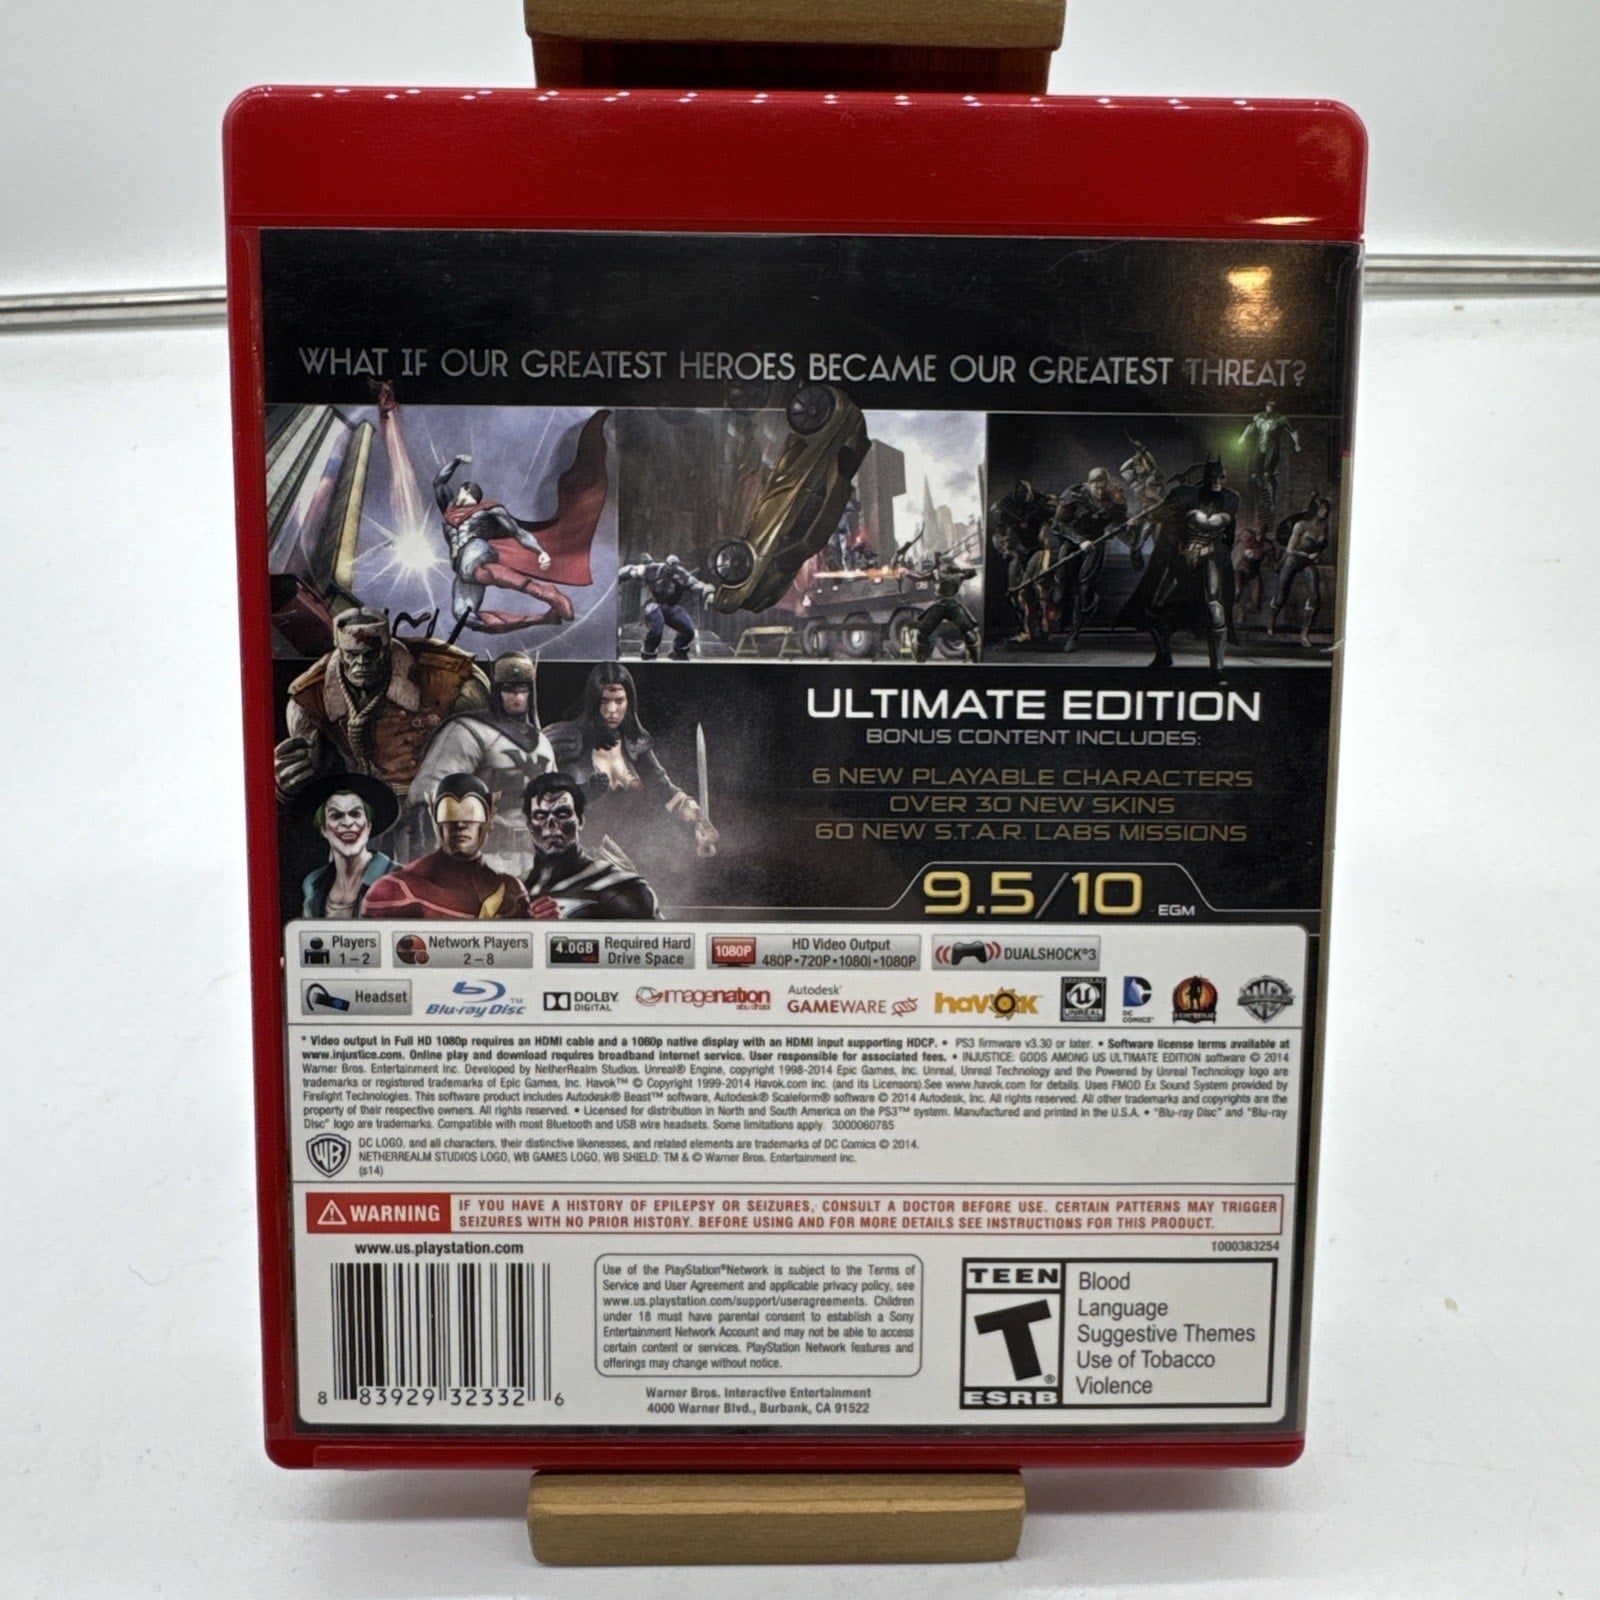 WHAT IF OUR GREATEST HEROES BECAME OUR GREATEST THREAT?
ULTIMATE EDITION
BONUS CONTENT INCLUDES:
6 NEW PLAYABLE CHARACTERS
OVER 30 NEW SKINS
60 NEW S.T.A.R. LABS MISSIONS
9.5/10 EGM
Players
1-2
Network Players
2-8
4.0GB
Required Hard
Drive Space
1080P
HD Video Output
480P•720P•1080i•1080P
DUALSHOCK®3
Headset
Blu-ray Disc™
DOLBY
DIGITAL
imagenation
abu dhabi
Autodesk®
GAMEWARE
havok™
UNREAL
DC
COMICS™
* Video output in Full HD 1080p requires an HDMI cable and a 1080p native display with an HDMI input supporting HDCP. • PS3 firmware v3.30 or later. • Software license terms available at
www.injustice.com. Online play and download requires broadband internet service. User responsible for associated fees. • INJUSTICE: GODS AMONG US ULTIMATE EDITION software © 2014
Warner Bros. Entertainment Inc. Developed by NetherRealm Studios. Unreal® Engine, copyright 1998-2014 Epic Games, Inc. Unreal, Unreal Technology and the Powered by Unreal Technology logo are
trademarks or registered trademarks of Epic Games, Inc. Havok™ © Copyright 1999-2014 Havok.com Inc. (and its Licensors).See www.havok.com for details. Uses FMOD Ex Sound System provided by
Firelight Technologies. This software product includes Autodesk® Beast™ software, Autodesk® Scaleform® software © 2014 Autodesk, Inc. All rights reserved. All other trademarks and copyrights are the
property of their respective owners. All rights reserved. • Licensed for distribution in North and South America on the PS3™ system. Manufactured and printed in the U.S.A. • "Blu-ray Disc" and "Blu-ray
Disc" logo are trademarks. Compatible with most Bluetooth and USB wire headsets. Some limitations apply. 3000060785
WB
DC LOGO, and all characters, their distinctive likenesses, and related elements are trademarks of DC Comics © 2014.
NETHERREALM STUDIOS LOGO, WB GAMES LOGO, WB SHIELD: TM & © Warner Bros. Entertainment Inc.
(s14)
WARNING
IF YOU HAVE A HISTORY OF EPILEPSY OR SEIZURES, CONSULT A DOCTOR BEFORE USE. CERTAIN PATTERNS MAY TRIGGER
SEIZURES WITH NO PRIOR HISTORY. BEFORE USING AND FOR MORE DETAILS SEE INSTRUCTIONS FOR THIS PRODUCT.
www.us.playstation.com
1000383254
8 83929 32332 6
Use of the PlayStation®Network is subject to the Terms of
Service and User Agreement and applicable privacy policy, see
www.us.playstation.com/support/useragreements. Children
under 18 must have parental consent to establish a Sony
Entertainment Network Account and may not be able to access
certain content or services. PlayStation Network features and
offerings may change without notice.
Warner Bros. Interactive Entertainment
4000 Warner Blvd., Burbank, CA 91522
TEEN
T
®
ESRB
Blood
Language
Suggestive Themes
Use of Tobacco
Violence